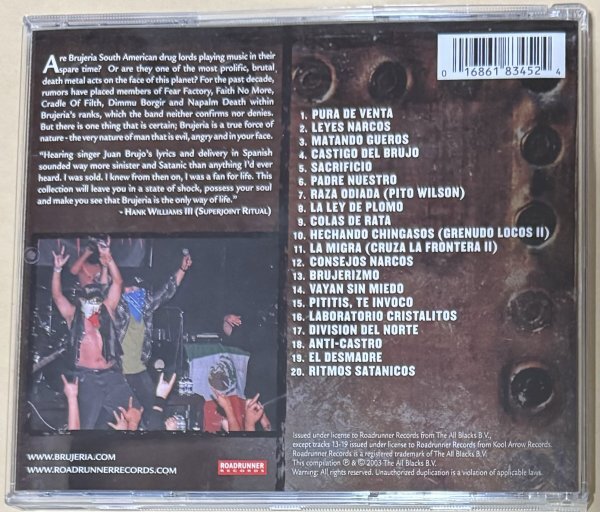 Are Brujeria South American drug lords playing music in their
spare time? Or are they one of the most prolific, brutal
death metal acts on the face of this planet? For the past decade,
rumors have placed members of Fear Factory, Faith No More,
Cradle Of Filth, Dimmu Borgir and Napalm Death within
Brujeria's ranks, which the band neither confirms nor denies.
But there is one thing that is certain; Brujeria is a true force of
nature - the very nature of man that is evil, angry and in your face.
"Hearing singer Juan Brujo's lyrics and delivery in Spanish
sounded way more sinister and Satanic than anything I'd ever
heard. I was sold. I knew from then on, I was a fan for life. This
collection will leave you in a state of shock, possess your soul
and make you see that Brujeria is the only way of life."
- Hank Williams III (Superjoint Ritual)
WWW.BRUJERIA.COM
WWW.ROADRUNNERRECORDS.COM
ROADRUNNER
RECORDS
0 16861 83452 4
1. PURA DE VENTA
2. LEYES NARCOS
3. MATANDO GUEROS
4. CASTIGO DEL BRUJO
5. SACRIFICIO
6. PADRE NUESTRO
7. RAZA ODIADA (PITO WILSON)
8. LA LEY DE PLOMO
9. COLAS DE RATA
10. HECHANDO CHINGASOS (GRENUDO LOCOS II)
11. LA MIGRA (CRUZA LA FRONTERA II)
12. CONSEJOS NARCOS
13. BRUJERIZMO
14. VAYAN SIN MIEDO
15. PITITIS, TE INVOCO
16. LABORATORIO CRISTALITOS
17. DIVISION DEL NORTE
18. ANTI-CASTRO
19. EL DESMADRE
20. RITMOS SATANICOS
Issued under license to Roadrunner Records from The All Blacks B.V.,
except tracks 13-19 issued under license to Roadrunner Records from Kool Arrow Records.
Roadrunner Records is a registered trademark of The All Blacks B.V.
This compilation ℗ & © 2003 The All Blacks B.V.
Warning: All rights reserved. Unauthorized duplication is a violation of applicable laws.